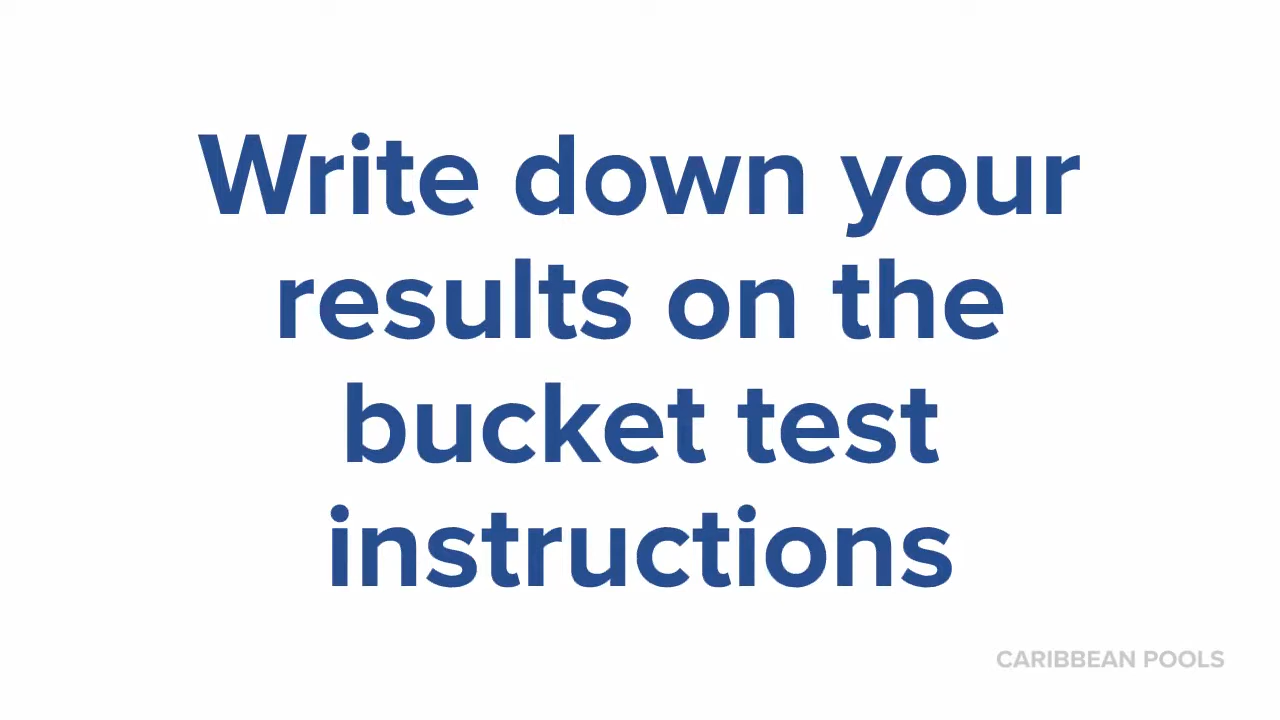 Write down your
results on the
bucket test
instructions
CARIBBEAN POOLS